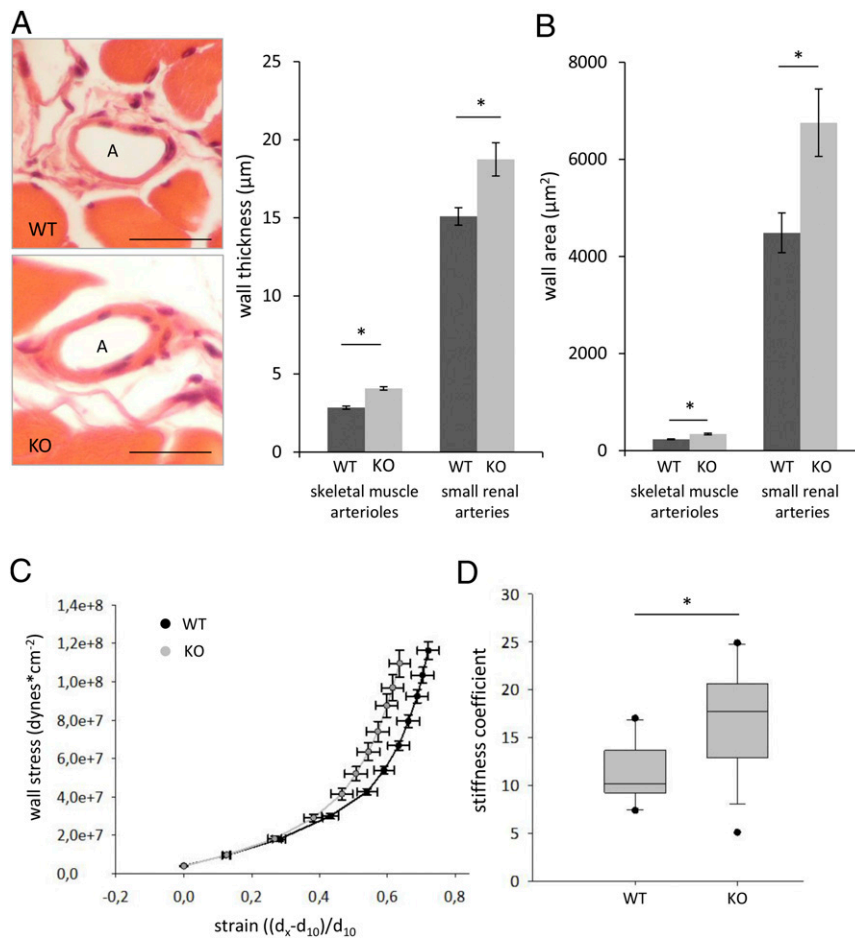 A
A
WT
A
KO
wall thickness (µm)
25
20
15
10
5
0
*
*
WT KO WT KO
skeletal muscle small renal
arterioles arteries
B
wall area (µm²)
8000
6000
4000
2000
0
*
*
WT KO WT KO
skeletal muscle small renal
arterioles arteries
C
wall stress (dynes*cm⁻²)
1,4e+8
1,2e+8
1,0e+8
8,0e+7
6,0e+7
4,0e+7
2,0e+7
0,0
WT
KO
-0,2 0,0 0,2 0,4 0,6 0,8
strain ((dₓ-d₁₀)/d₁₀
D
stiffness coefficient
30
25
20
15
10
5
0
*
WT KO